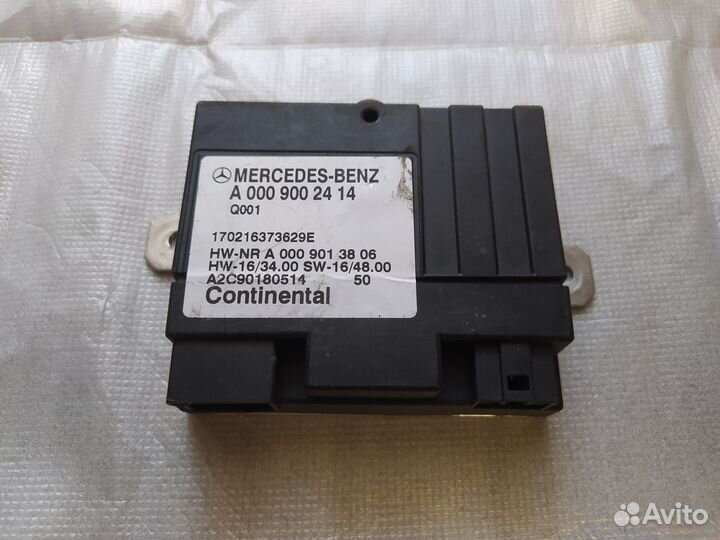 MERCEDES-BENZ
A 000 900 24 14
Q001
170216373629E
HW-NR A 000 901 38 06
HW-16/34.00 SW-16/48.00
A2C90180514 50
Continental
Avito